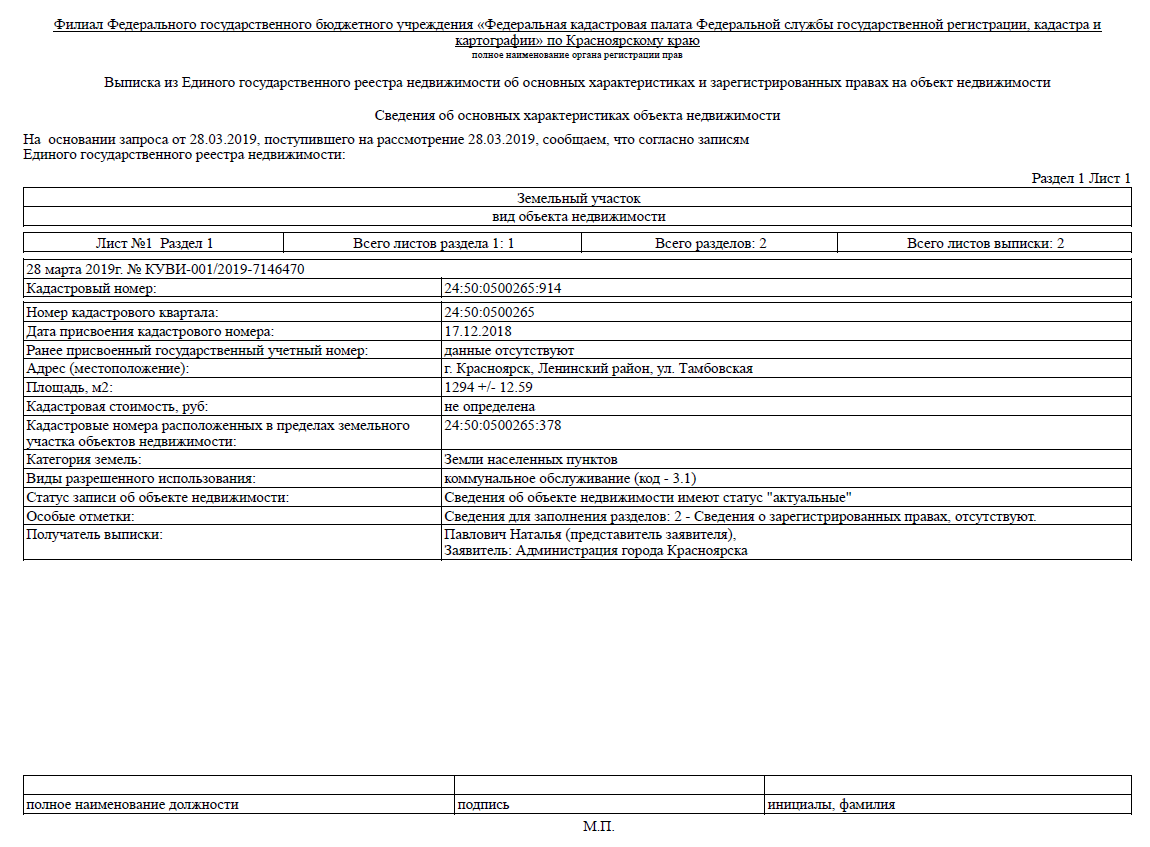 Филиал Федерального государственного бюджетного учреждения «Федеральная кадастровая палата Федеральной службы государственной регистрации, кадастра и
картографии» по Красноярскому краю
полное наименование органа регистрации прав
Выписка из Единого государственного реестра недвижимости об основных характеристиках и зарегистрированных правах на объект недвижимости
Сведения об основных характеристиках объекта недвижимости
На основании запроса от 28.03.2019, поступившего на рассмотрение 28.03.2019, сообщаем, что согласно записям
Единого государственного реестра недвижимости:
Раздел 1 Лист 1
Земельный участок
вид объекта недвижимости
Лист №1 Раздел 1 Всего листов раздела 1: 1 Всего разделов: 2 Всего листов выписки: 2
28 марта 2019г. № КУВИ-001/2019-7146470
Кадастровый номер: 24:50:0500265:914
Номер кадастрового квартала: 24:50:0500265
Дата присвоения кадастрового номера: 17.12.2018
Ранее присвоенный государственный учетный номер: данные отсутствуют
Адрес (местоположение): г. Красноярск, Ленинский район, ул. Тамбовская
Площадь, м2: 1294 +/- 12.59
Кадастровая стоимость, руб: не определена
Кадастровые номера расположенных в пределах земельного 24:50:0500265:378
участка объектов недвижимости:
Категория земель: Земли населенных пунктов
Виды разрешенного использования: коммунальное обслуживание (код - 3.1)
Статус записи об объекте недвижимости: Сведения об объекте недвижимости имеют статус "актуальные"
Особые отметки: Сведения для заполнения разделов: 2 - Сведения о зарегистрированных правах, отсутствуют.
Получатель выписки: Павлович Наталья (представитель заявителя),
Заявитель: Администрация города Красноярска
полное наименование должности подпись инициалы, фамилия
М.П.